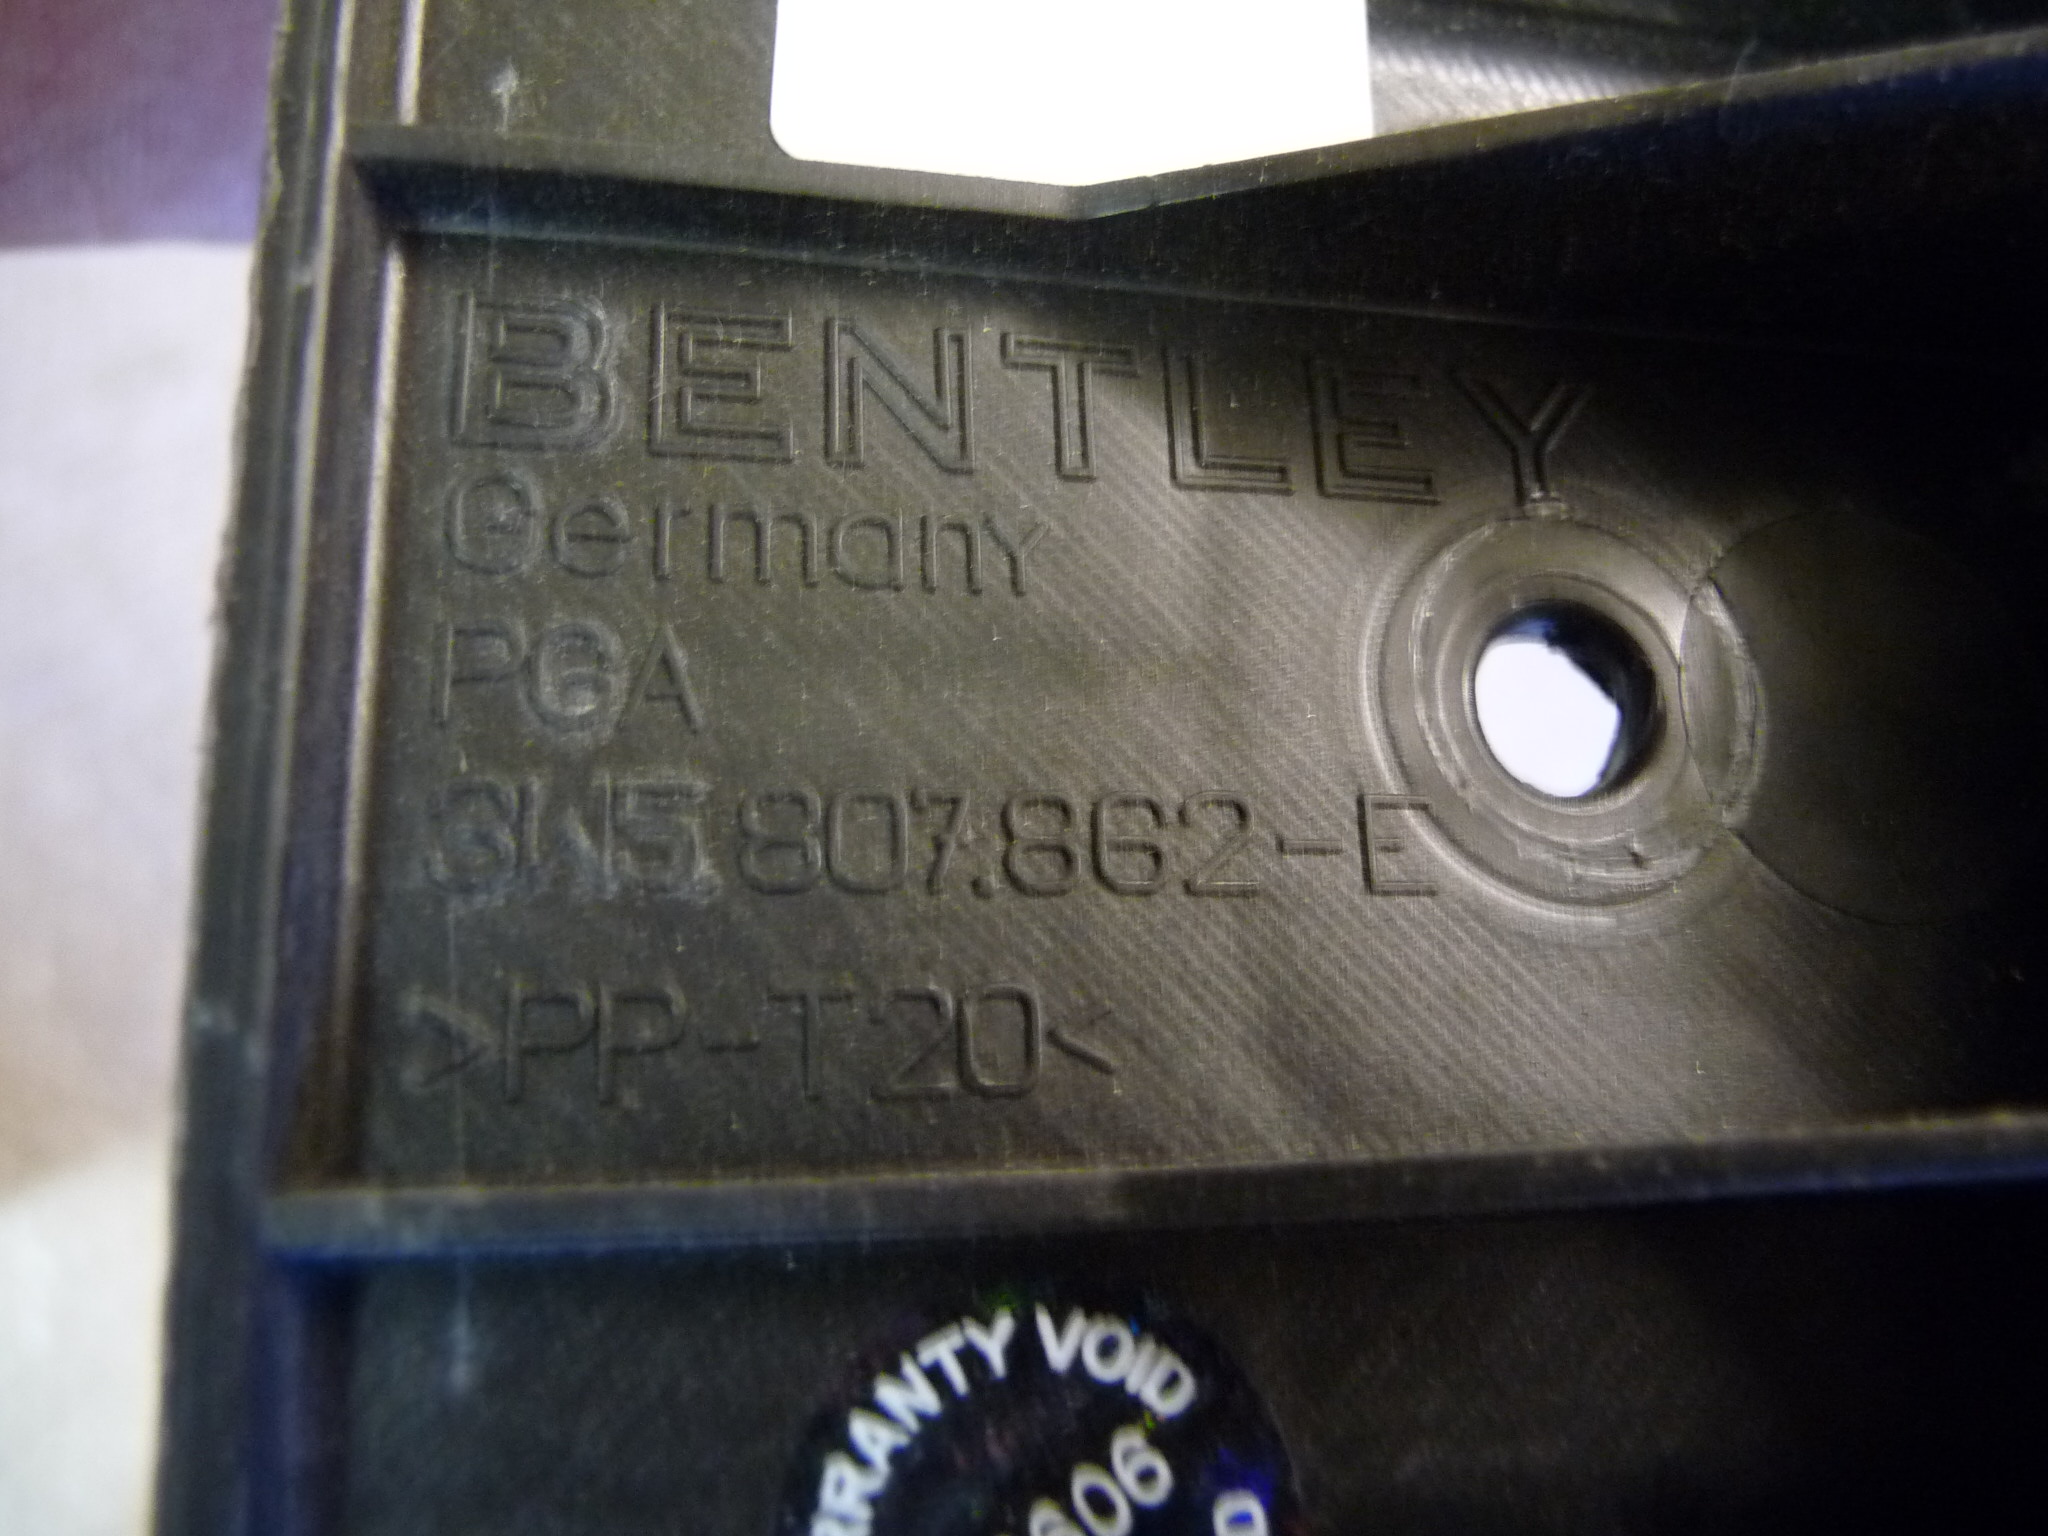 BENTLEY
Germany
PGA
3W5.807.862-E
>PP-T20<
WARRANTY VOID